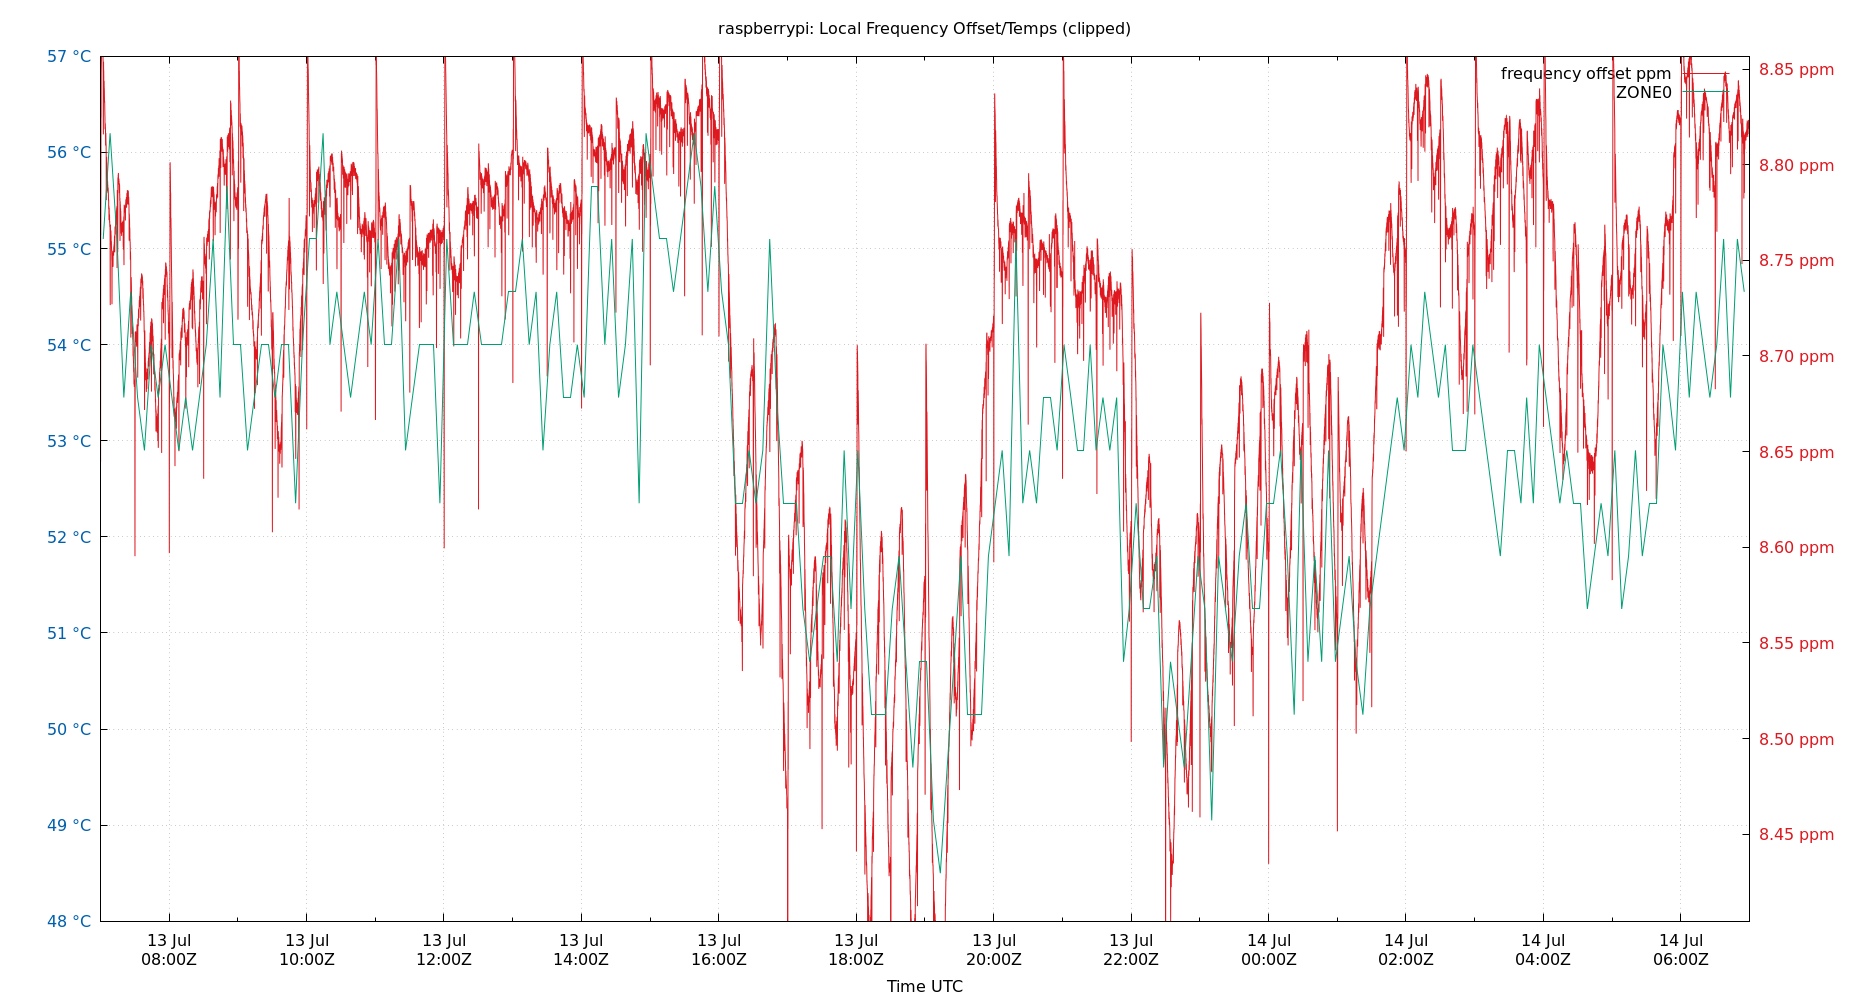 raspberrypi: Local Frequency Offset/Temps (clipped)
57 °C
56 °C
55 °C
54 °C
53 °C
52 °C
51 °C
50 °C
49 °C
48 °C
frequency offset ppm
ZONE0
8.85 ppm
8.80 ppm
8.75 ppm
8.70 ppm
8.65 ppm
8.60 ppm
8.55 ppm
8.50 ppm
8.45 ppm
13 Jul 13 Jul 13 Jul 13 Jul 13 Jul 13 Jul 13 Jul 13 Jul 14 Jul 14 Jul 14 Jul 14 Jul
08:00Z 10:00Z 12:00Z 14:00Z 16:00Z 18:00Z 20:00Z 22:00Z 00:00Z 02:00Z 04:00Z 06:00Z
Time UTC